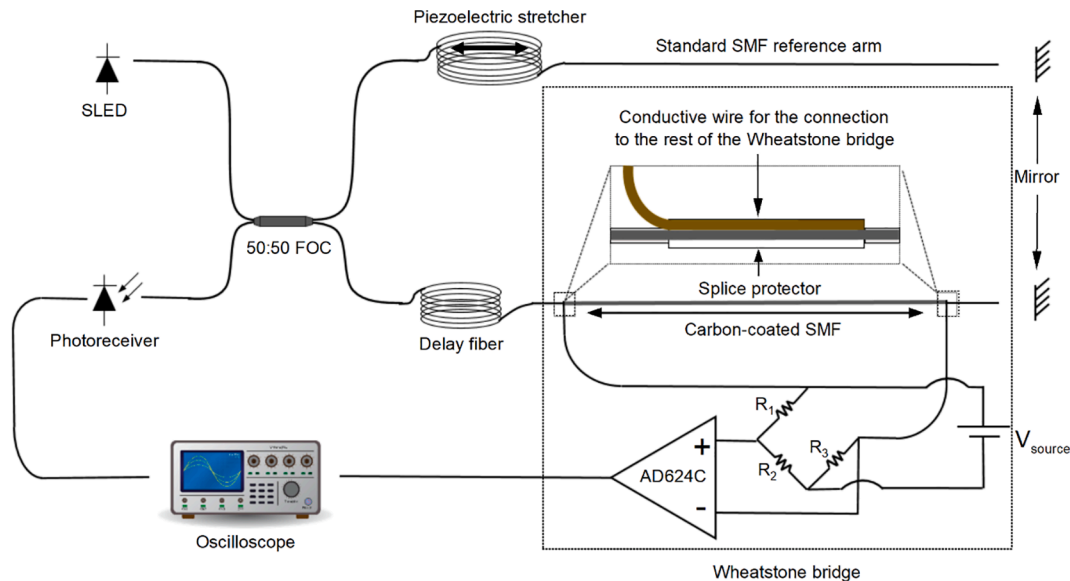 Piezoelectric stretcher
Standard SMF reference arm
SLED
Conductive wire for the connection
to the rest of the Wheatstone bridge
Mirror
50:50 FOC
Splice protector
Photoreceiver
Delay fiber
Carbon-coated SMF
R1
R2
R3
+
AD624C
-
Vsource
Oscilloscope
Wheatstone bridge